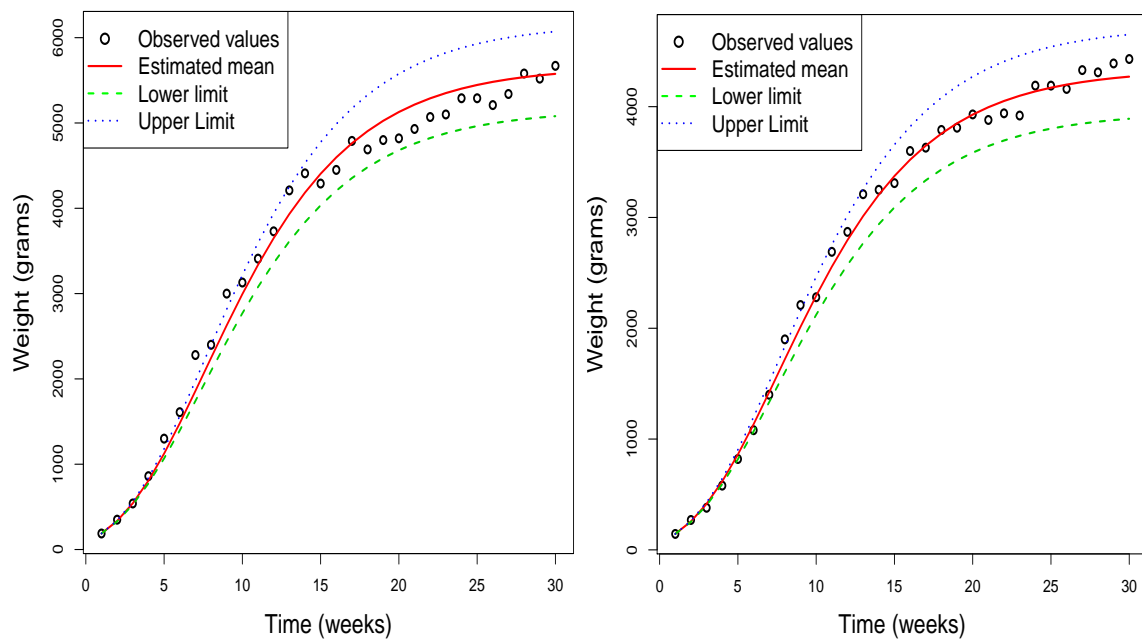 Observed values
Estimated mean
Lower limit
Upper Limit
6000
5000
4000
3000
2000
1000
0
Weight (grams)
0 5 10 15 20 25 30
Time (weeks)
Observed values
Estimated mean
Lower limit
Upper Limit
4000
3000
2000
1000
0
Weight (grams)
0 5 10 15 20 25 30
Time (weeks)